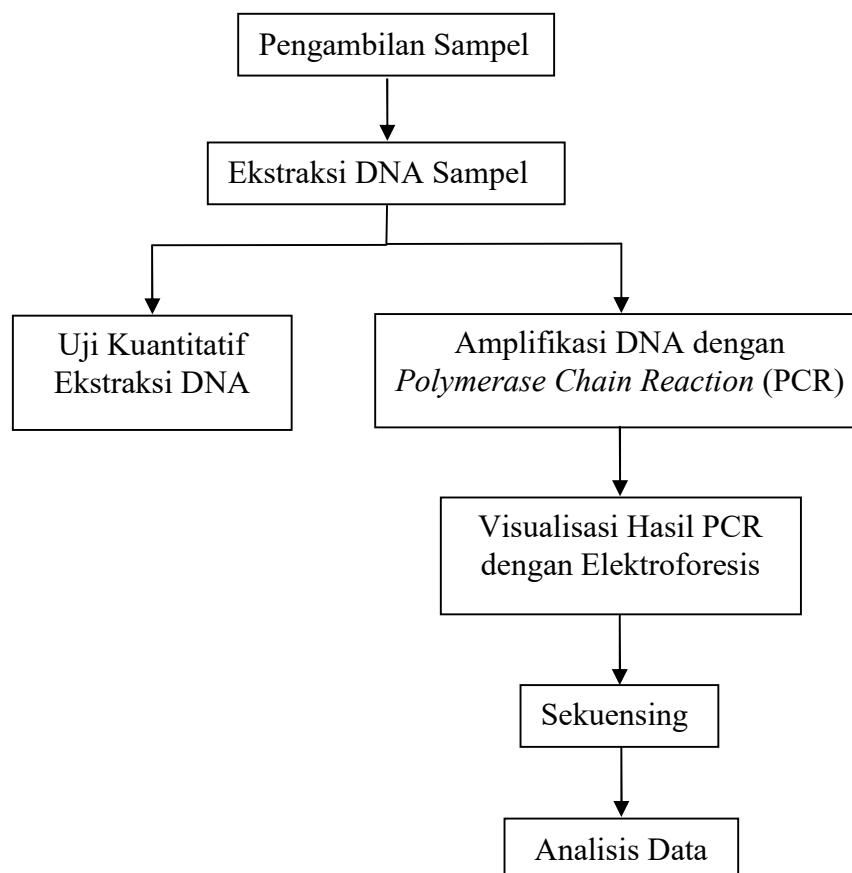 Pengambilan Sampel
Ekstraksi DNA Sampel
Uji Kuantitatif
Ekstraksi DNA
Amplifikasi DNA dengan
Polymerase Chain Reaction (PCR)
Visualisasi Hasil PCR
dengan Elektroforesis
Sekuensing
Analisis Data